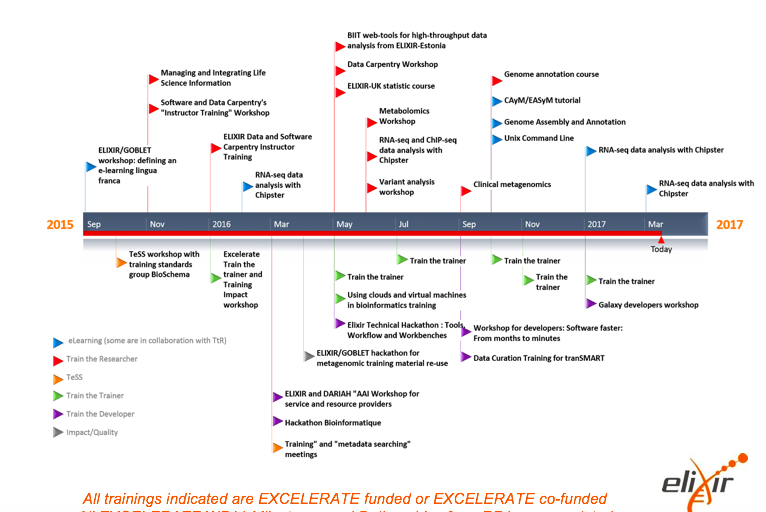 BIIT web-tools for high-throughput data
analysis from ELIXIR-Estonia
Data Carpentry Workshop
ELIXIR-UK statistic course
Managing and Integrating Life
Science Information
Software and Data Carpentry's
"Instructor Training" Workshop
Genome annotation course
CAyM/EASyM tutorial
Genome Assembly and Annotation
Unix Command Line
Metabolomics
Workshop
RNA-seq and ChIP-seq
data analysis with
Chipster
Variant analysis
workshop
ELIXIR/GOBLET
workshop: defining an
e-learning lingua
franca
ELIXIR Data and Software
Carpentry Instructor
Training
RNA-seq data
analysis with
Chipster
Clinical metagenomics
RNA-seq data analysis with Chipster
RNA-seq data analysis with
Chipster
2015 Sep Nov 2016 Mar May Jul Sep Nov 2017 Mar 2017
Today
TeSS workshop with
training standards
group BioSchema
Excelerate
Train the
trainer and
Training
Impact
workshop
Train the trainer
Train the trainer
Train the trainer
Train the
trainer
Train the trainer
Using clouds and virtual machines
in bioinformatics training
Galaxy developers workshop
Elixir Technical Hackathon : Tools,
Workflow and Workbenches
Workshop for developers: Software faster:
From months to minutes
ELIXIR/GOBLET hackathon for
metagenomic training material re-use
Data Curation Training for tranSMART
ELIXIR and DARIAH "AAI Workshop for
service and resource providers
Hackathon Bioinformatique
Training" and "metadata searching"
meetings
eLearning (some are in collaboration with TtR)
Train the Researcher
TeSS
Train the Trainer
Train the Developer
Impact/Quality
elixir
All trainings indicated are EXCELERATE funded or EXCELERATE co-funded